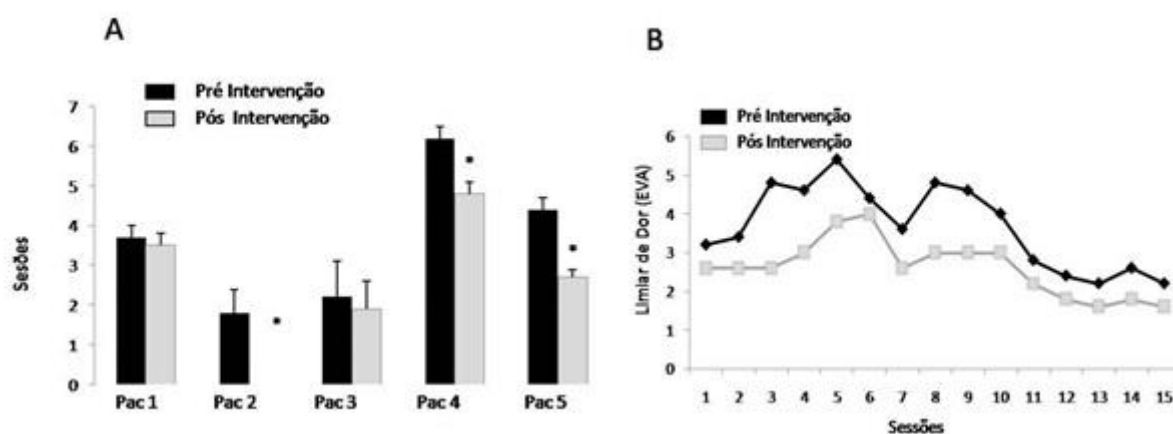 A
Pré Intervenção
Pós Intervenção
7
6
5
4
3
2
1
0
Sesões
*
*
*
Pac 1
Pac 2
Pac 3
Pac 4
Pac 5
B
Pré Intervenção
Pós Intervenção
6
5
4
3
2
1
0
Limiar de Dor (EVA)
1 2 3 4 5 6 7 8 9 10 11 12 13 14 15
Sessões